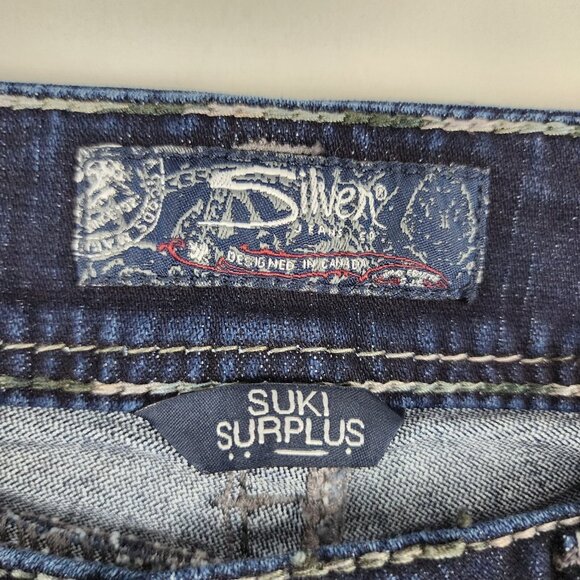 Silver®
DESIGNED IN CANADA
SUKI
SURPLUS